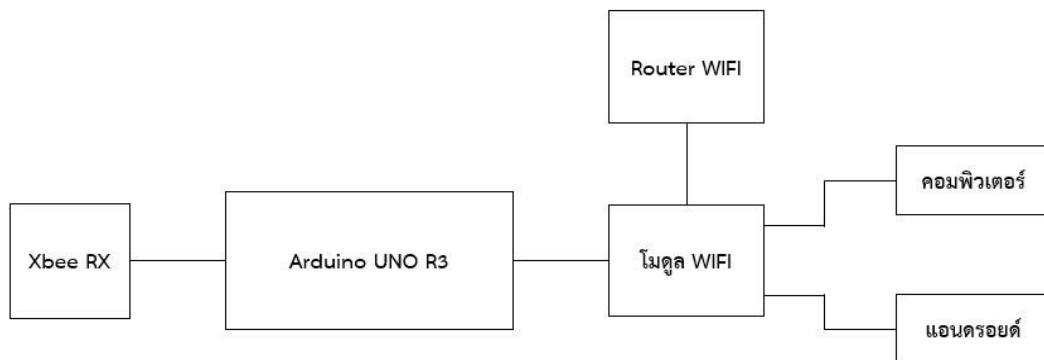 Router WIFI
คอมพิวเตอร์
Xbee RX
Arduino UNO R3
โมดูล WIFI
แอนดรอยด์